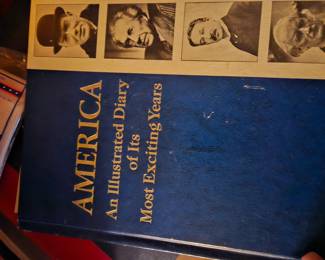 AMERICA
An Illustrated Diary
of Its
Most Exciting Years